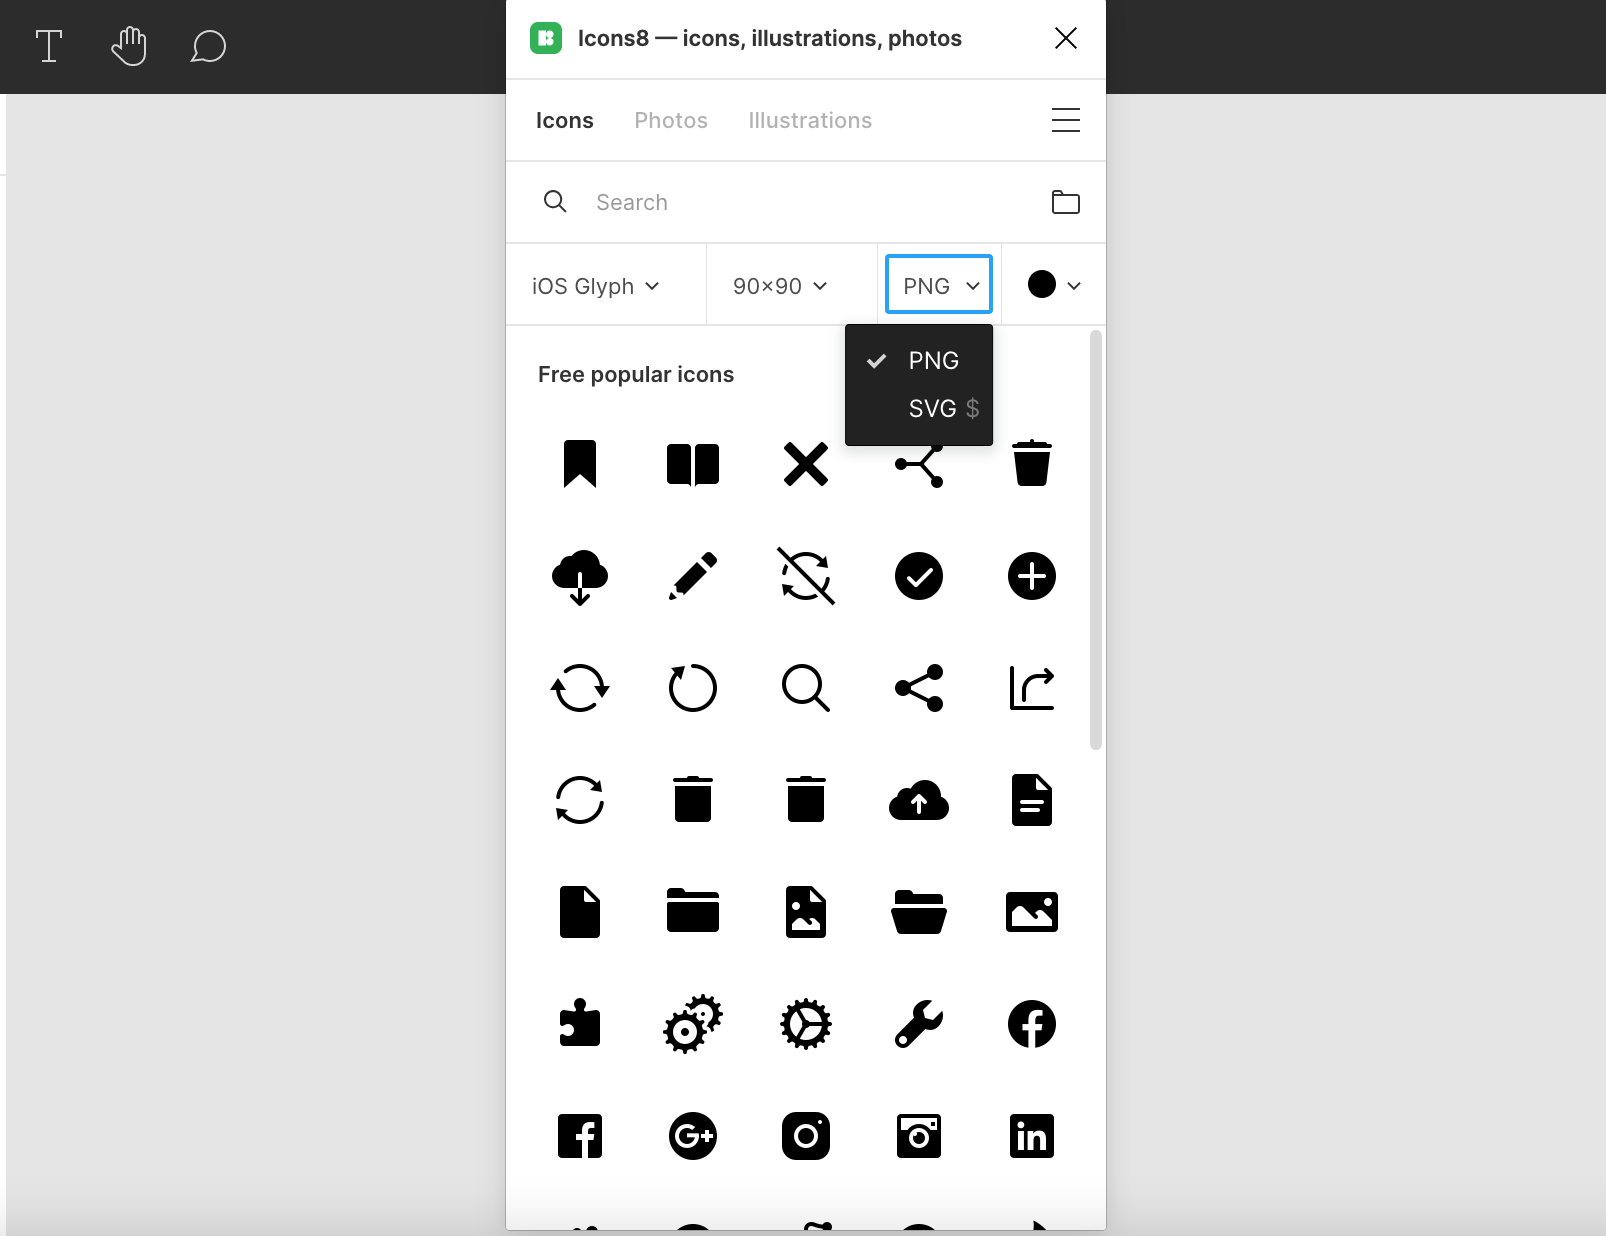 Icons8 — icons, illustrations, photos
Icons Photos Illustrations
Search
iOS Glyph 90×90 PNG
PNG
SVG $
Free popular icons